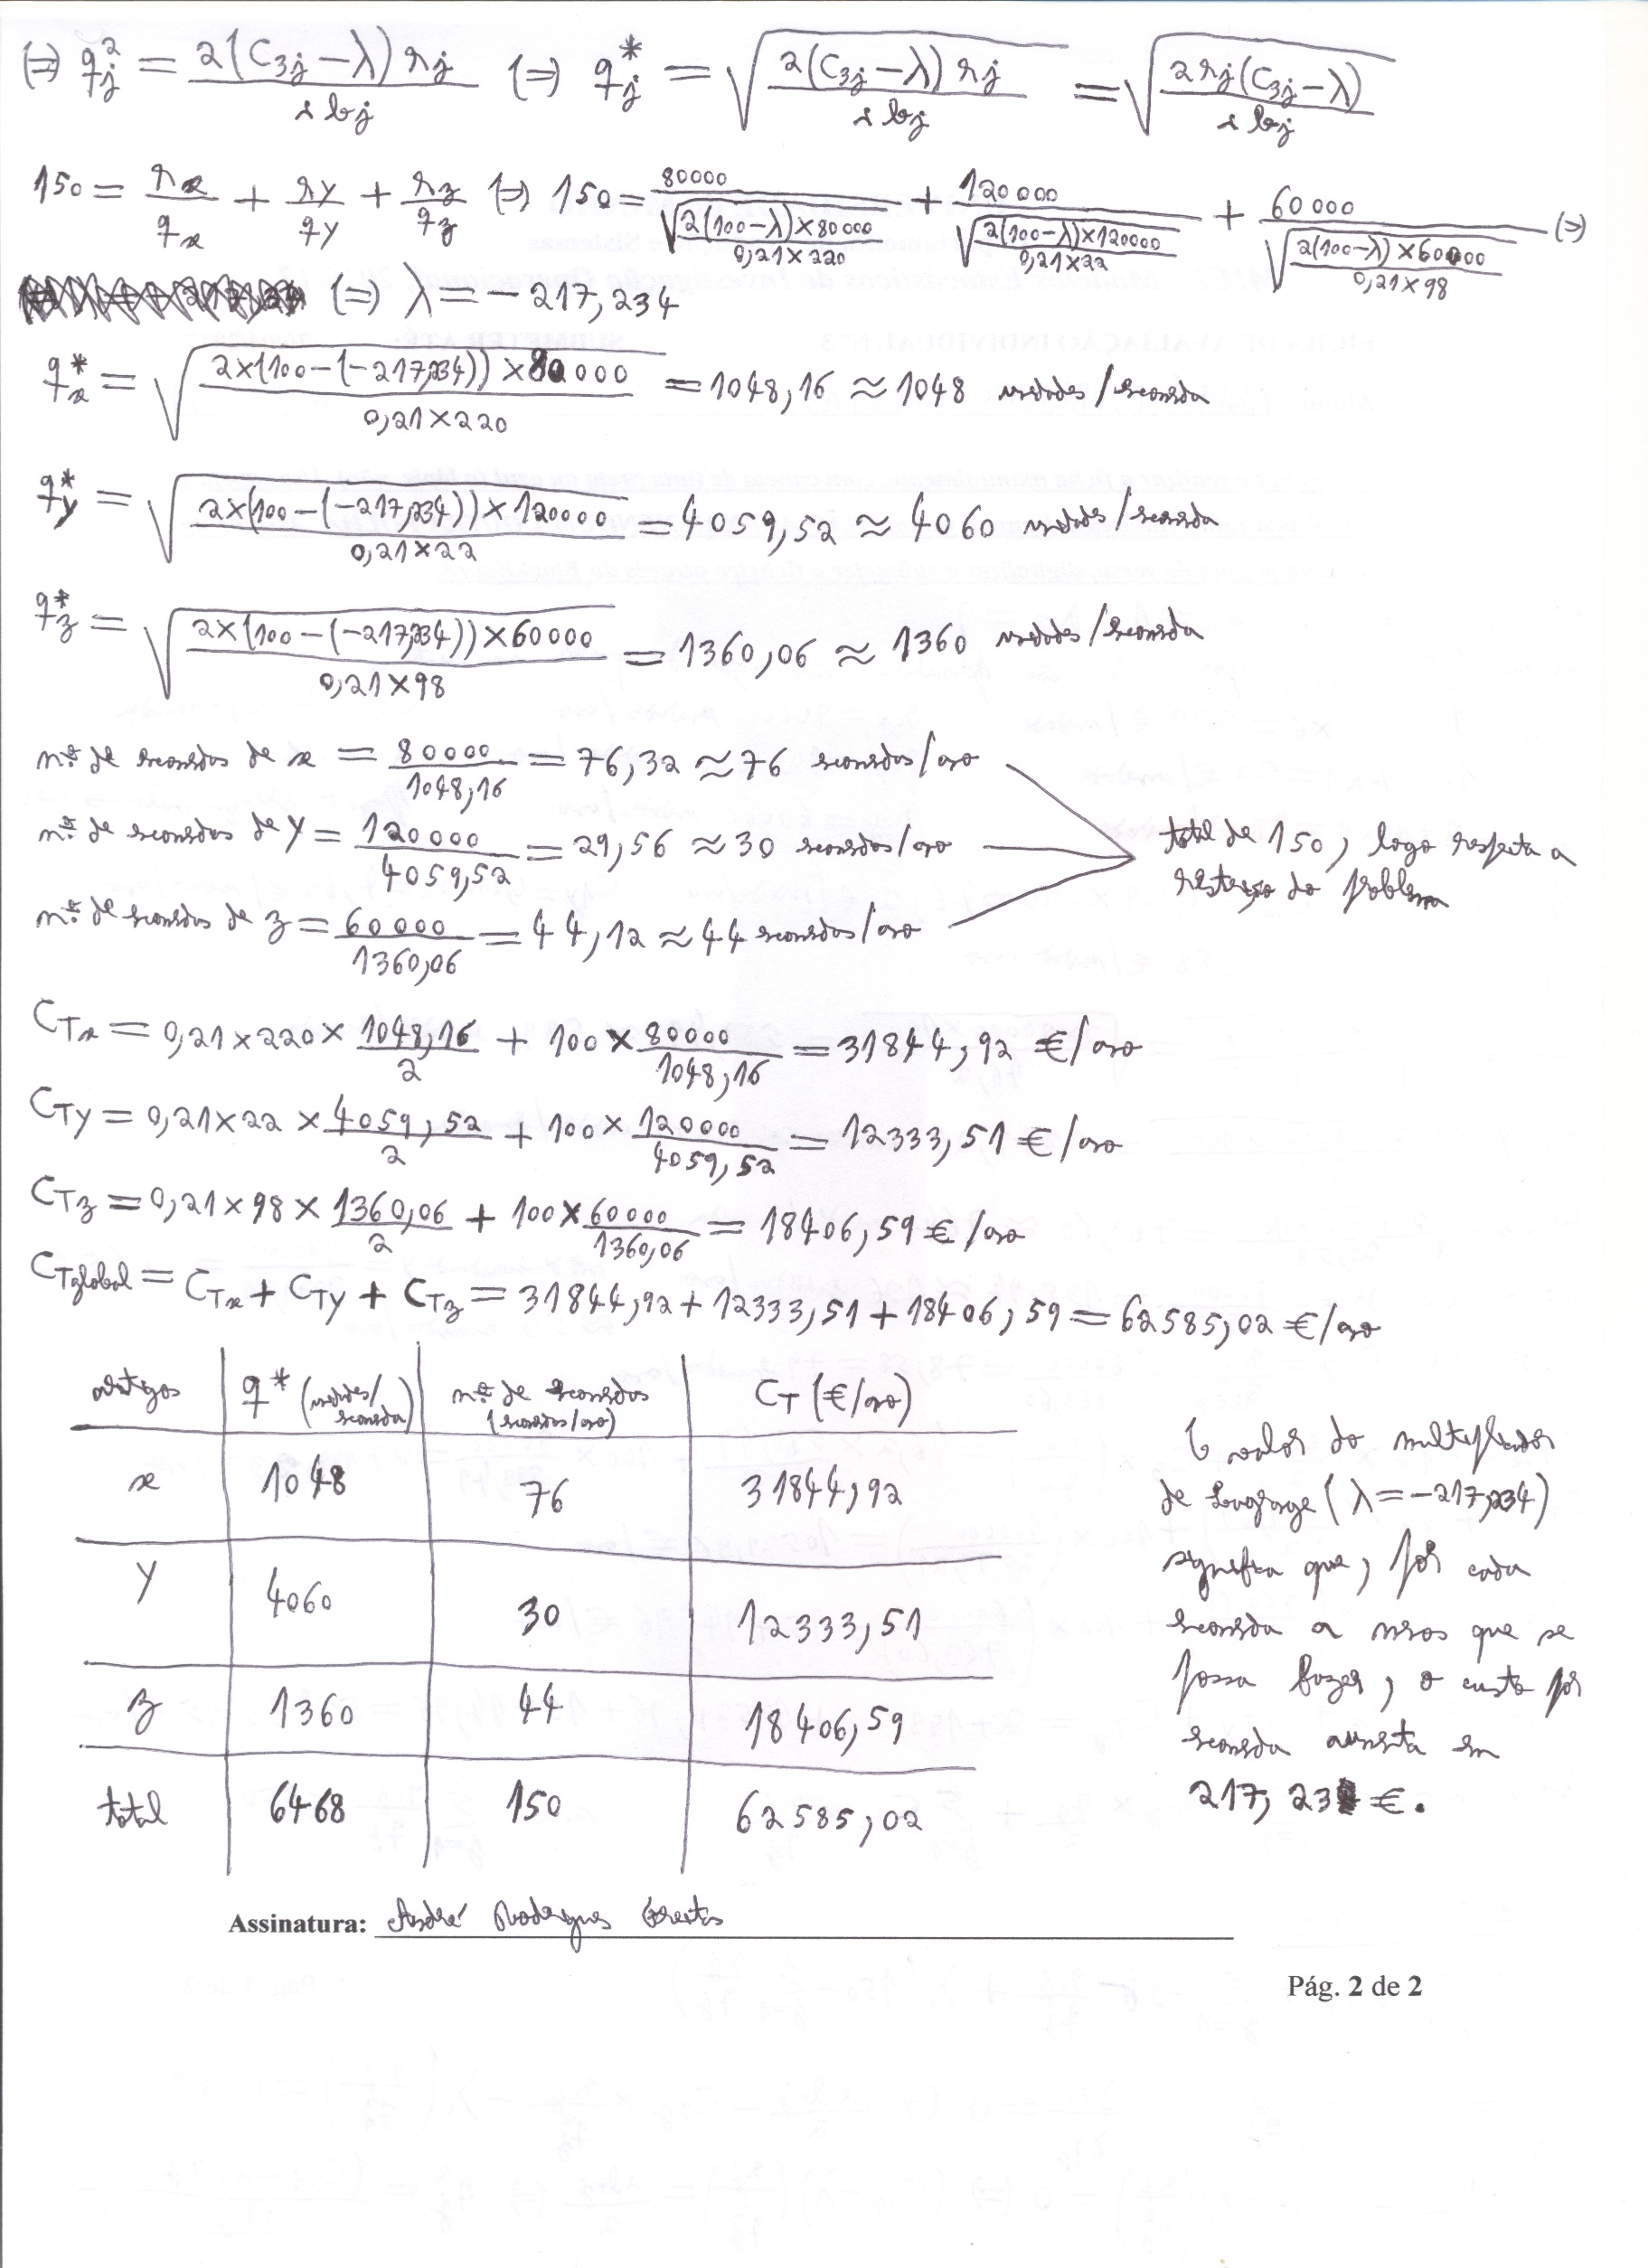 (=) qj² = 2(C3j − λ) rj / i bj (=) qj* = √(2(C3j − λ) rj / i bj) = √(2rj(C3j − λ) / i bj)
150 = rx/qx + ry/qy + rz/qz (=) 150 = 80000 / √(2(100−λ)×80000 / 0,21×220) + 120000 / √(2(100−λ)×120000 / 0,21×22) + 60000 / √(2(100−λ)×60000 / 0,21×98) (=)
(=) λ = − 217,234
qx* = √(2×(100−(−217,234))×80000 / 0,21×220) = 1048,16 ≈ 1048 unidades/encomenda
qy* = √(2×(100−(−217,234))×120000 / 0,21×22) = 4059,52 ≈ 4060 unidades/encomenda
qz* = √(2×(100−(−217,234))×60000 / 0,21×98) = 1360,06 ≈ 1360 unidades/encomenda
nº de encomendas de x = 80000 / 1048,16 = 76,32 ≈ 76 encomendas/ano
nº de encomendas de y = 120000 / 4059,52 = 29,56 ≈ 30 encomendas/ano
nº de encomendas de z = 60000 / 1360,06 = 44,12 ≈ 44 encomendas/ano
total de 150, logo respeita a
restrição do problema
CTx = 0,21×220× 1048,16/2 + 100 × 80000/1048,16 = 31844,92 €/ano
CTy = 0,21×22 × 4059,52/2 + 100 × 120000/4059,52 = 12333,51 €/ano
CTz = 0,21×98 × 1360,06/2 + 100 × 60000/1360,06 = 18406,59 €/ano
CTglobal = CTx + CTy + CTz = 31844,92 + 12333,51 + 18406,59 = 62585,02 €/ano
artigos q* (unidades/encomenda) nº de encomendas (encomendas/ano) CT (€/ano)
x 1048 76 31844,92
y 4060 30 12333,51
z 1360 44 18406,59
total 6468 150 62585,02
O valor do multiplicador
de Lagrange (λ=−217,234)
significa que, por cada
encomenda a menos que se
possa fazer, o custo por
encomenda aumenta em
217,23 €.
Assinatura: André Rodrigues Freitas
Pág. 2 de 2